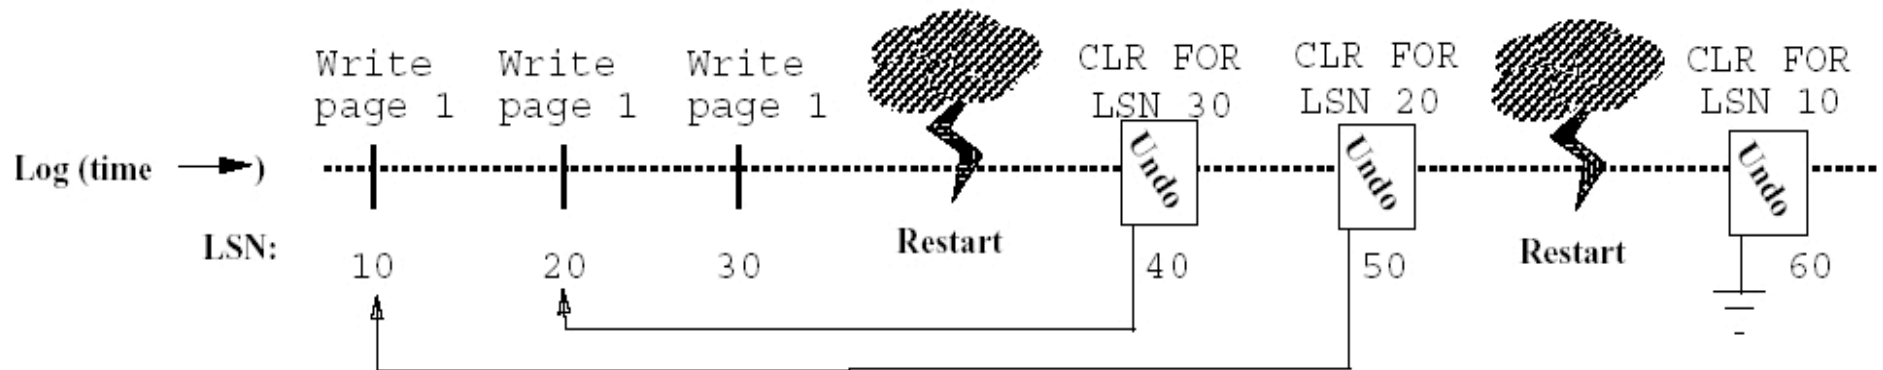 Write page 1
Write page 1
Write page 1
CLR FOR LSN 30
CLR FOR LSN 20
CLR FOR LSN 10
Log (time )
Undo
Undo
Undo
Restart
Restart
LSN:
10
20
30
40
50
60